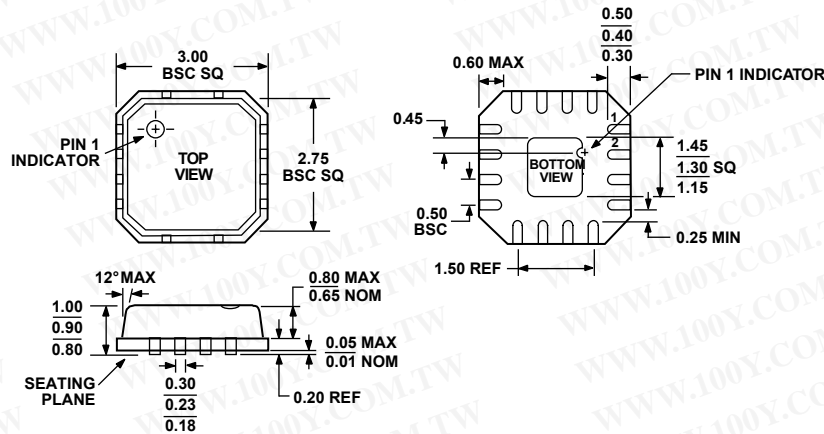 3.00
BSC SQ
PIN 1
INDICATOR
TOP
VIEW
2.75
BSC SQ
12° MAX
1.00
0.90
0.80
SEATING
PLANE
0.30
0.23
0.18
0.80 MAX
0.65 NOM
0.05 MAX
0.01 NOM
0.20 REF
0.50
0.40
0.30
0.60 MAX
PIN 1 INDICATOR
0.45
1
2
BOTTOM
VIEW
1.45
1.30 SQ
1.15
0.50
BSC
0.25 MIN
1.50 REF
WWW.100Y.COM.TW